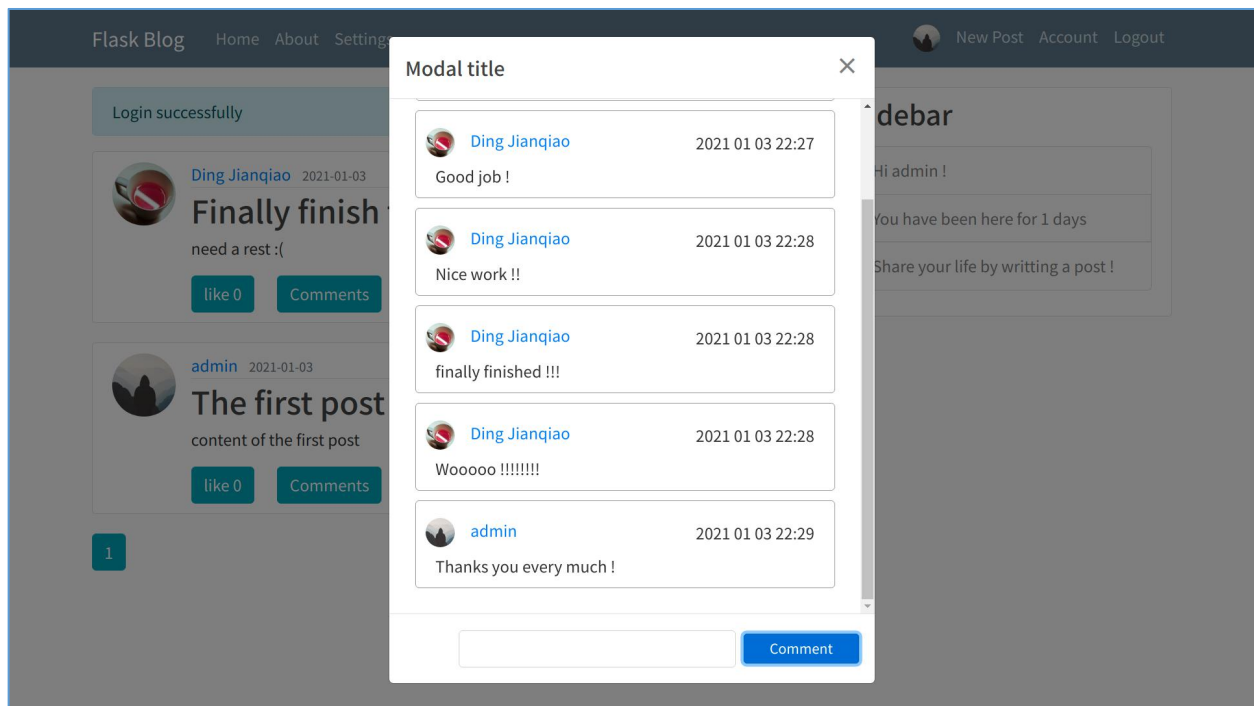 Flask Blog Home About Settings New Post Account Logout
Login successfully
Ding Jianqiao 2021-01-03
Finally finish
need a rest :(
like 0 Comments
admin 2021-01-03
The first post
content of the first post
like 0 Comments
1
Modal title ×
Ding Jianqiao 2021 01 03 22:27
Good job !
Ding Jianqiao 2021 01 03 22:28
Nice work !!
Ding Jianqiao 2021 01 03 22:28
finally finished !!!
Ding Jianqiao 2021 01 03 22:28
Wooooo !!!!!!!!
admin 2021 01 03 22:29
Thanks you every much !
Comment
debar
Hi admin !
You have been here for 1 days
Share your life by writting a post !